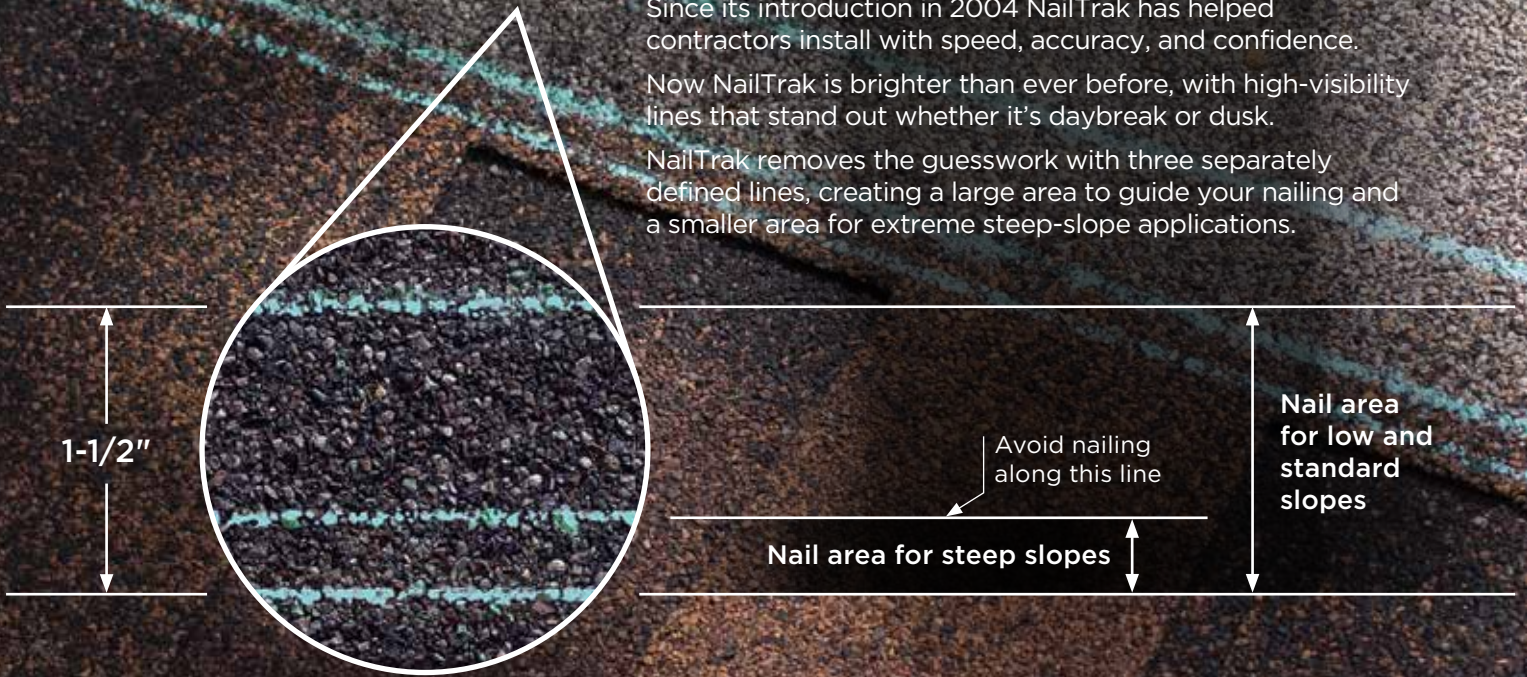 Since its introduction in 2004 NailTrak has helped
contractors install with speed, accuracy, and confidence.
Now NailTrak is brighter than ever before, with high-visibility
lines that stand out whether it’s daybreak or dusk.
NailTrak removes the guesswork with three separately
defined lines, creating a large area to guide your nailing and
a smaller area for extreme steep-slope applications.
1-1/2"
Avoid nailing
along this line
Nail area for steep slopes
Nail area
for low and
standard
slopes